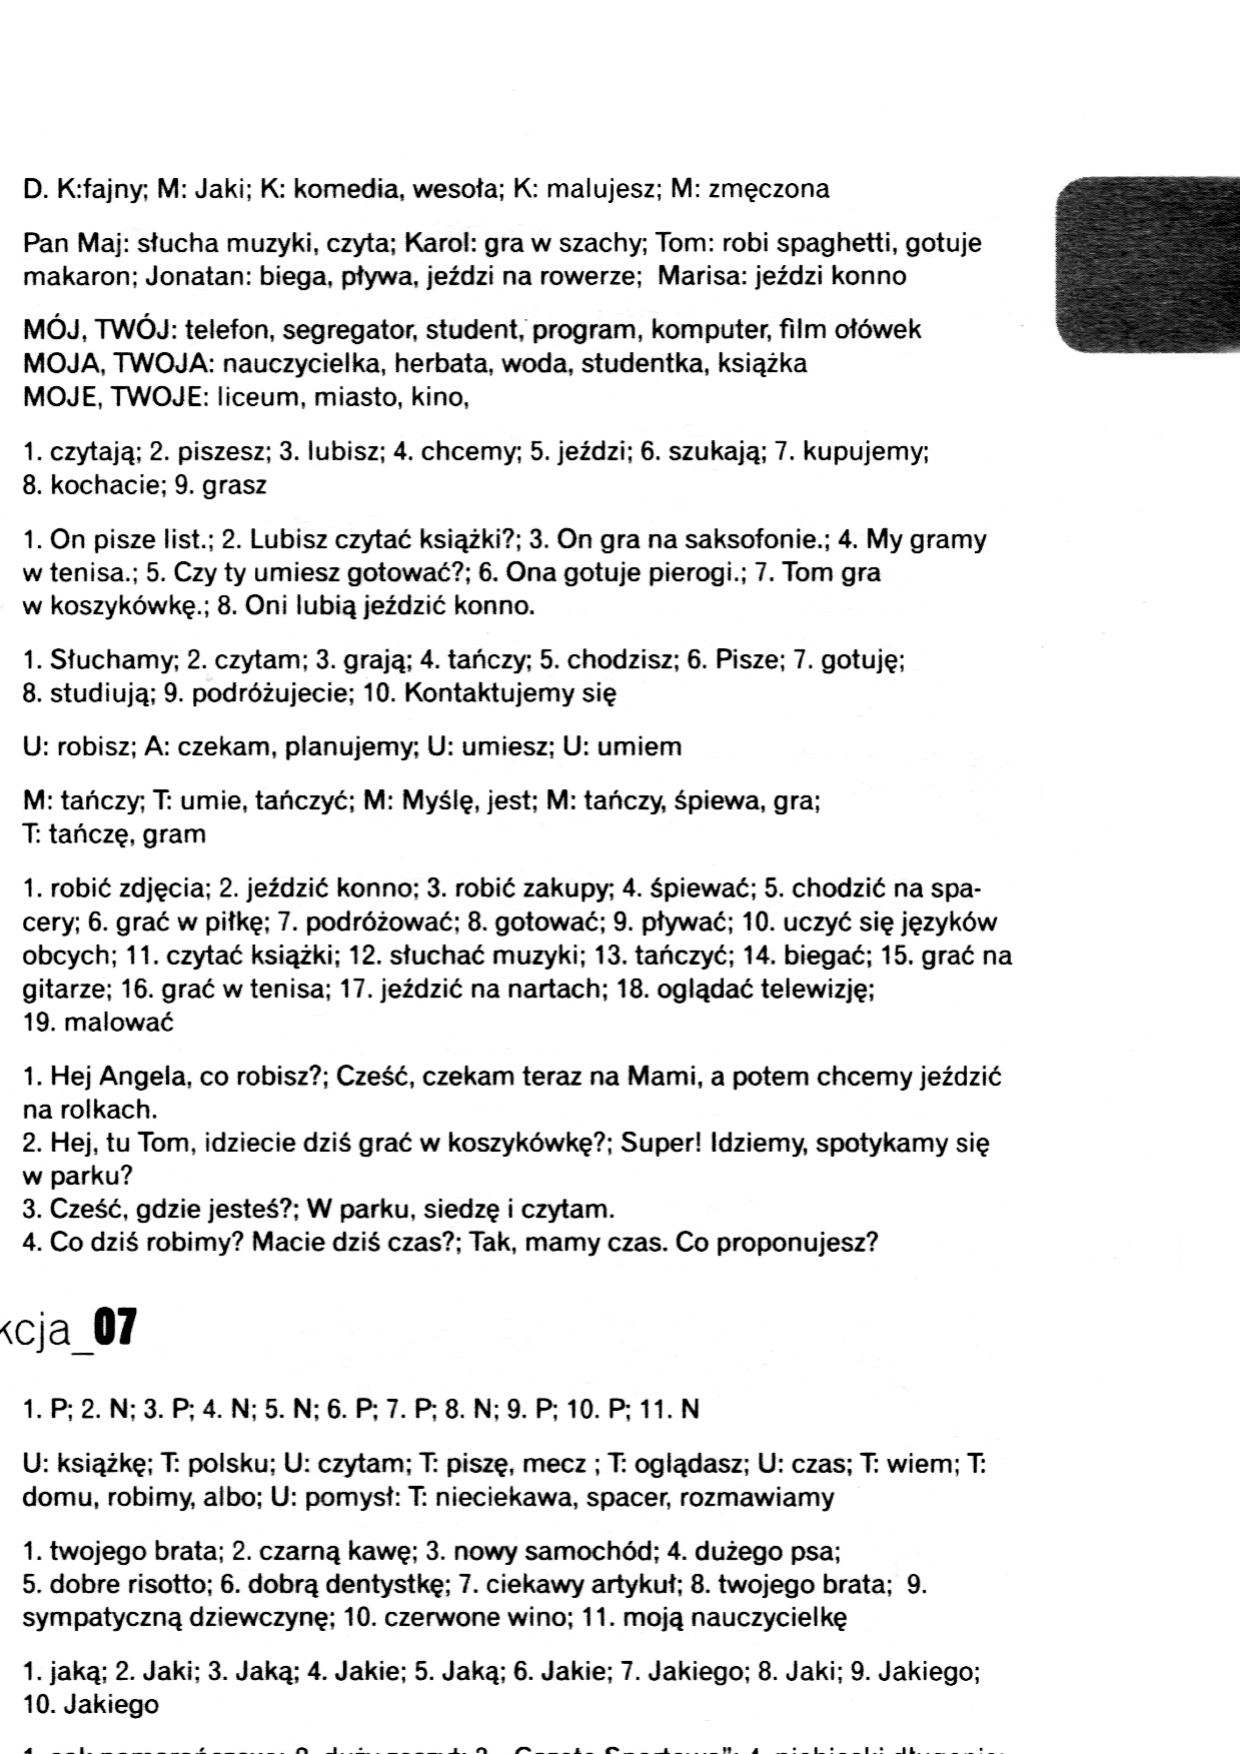 D. K:fajny; M: Jaki; K: komedia, wesoła; K: malujesz; M: zmęczona
Pan Maj: słucha muzyki, czyta; Karol: gra w szachy; Tom: robi spaghetti, gotuje
makaron; Jonatan: biega, pływa, jeździ na rowerze; Marisa: jeździ konno
MÓJ, TWÓJ: telefon, segregator, student, program, komputer, film ołówek
MOJA, TWOJA: nauczycielka, herbata, woda, studentka, książka
MOJE, TWOJE: liceum, miasto, kino,
1. czytają; 2. piszesz; 3. lubisz; 4. chcemy; 5. jeździ; 6. szukają; 7. kupujemy;
8. kochacie; 9. grasz
1. On pisze list.; 2. Lubisz czytać książki?; 3. On gra na saksofonie.; 4. My gramy
w tenisa.; 5. Czy ty umiesz gotować?; 6. Ona gotuje pierogi.; 7. Tom gra
w koszykówkę.; 8. Oni lubią jeździć konno.
1. Słuchamy; 2. czytam; 3. grają; 4. tańczy; 5. chodzisz; 6. Pisze; 7. gotuję;
8. studiują; 9. podróżujecie; 10. Kontaktujemy się
U: robisz; A: czekam, planujemy; U: umiesz; U: umiem
M: tańczy; T: umie, tańczyć; M: Myślę, jest; M: tańczy, śpiewa, gra;
T: tańczę, gram
1. robić zdjęcia; 2. jeździć konno; 3. robić zakupy; 4. śpiewać; 5. chodzić na spa-
cery; 6. grać w piłkę; 7. podróżować; 8. gotować; 9. pływać; 10. uczyć się języków
obcych; 11. czytać książki; 12. słuchać muzyki; 13. tańczyć; 14. biegać; 15. grać na
gitarze; 16. grać w tenisa; 17. jeździć na nartach; 18. oglądać telewizję;
19. malować
1. Hej Angela, co robisz?; Cześć, czekam teraz na Mami, a potem chcemy jeździć
na rolkach.
2. Hej, tu Tom, idziecie dziś grać w koszykówkę?; Super! Idziemy, spotykamy się
w parku?
3. Cześć, gdzie jesteś?; W parku, siedzę i czytam.
4. Co dziś robimy? Macie dziś czas?; Tak, mamy czas. Co proponujesz?
kcja_07
1. P; 2. N; 3. P; 4. N; 5. N; 6. P; 7. P; 8. N; 9. P; 10. P; 11. N
U: książkę; T: polsku; U: czytam; T: piszę, mecz ; T: oglądasz; U: czas; T: wiem; T:
domu, robimy, albo; U: pomysł: T: nieciekawa, spacer, rozmawiamy
1. twojego brata; 2. czarną kawę; 3. nowy samochód; 4. dużego psa;
5. dobre risotto; 6. dobrą dentystkę; 7. ciekawy artykuł; 8. twojego brata; 9.
sympatyczną dziewczynę; 10. czerwone wino; 11. moją nauczycielkę
1. jaką; 2. Jaki; 3. Jaką; 4. Jakie; 5. Jaką; 6. Jakie; 7. Jakiego; 8. Jaki; 9. Jakiego;
10. Jakiego